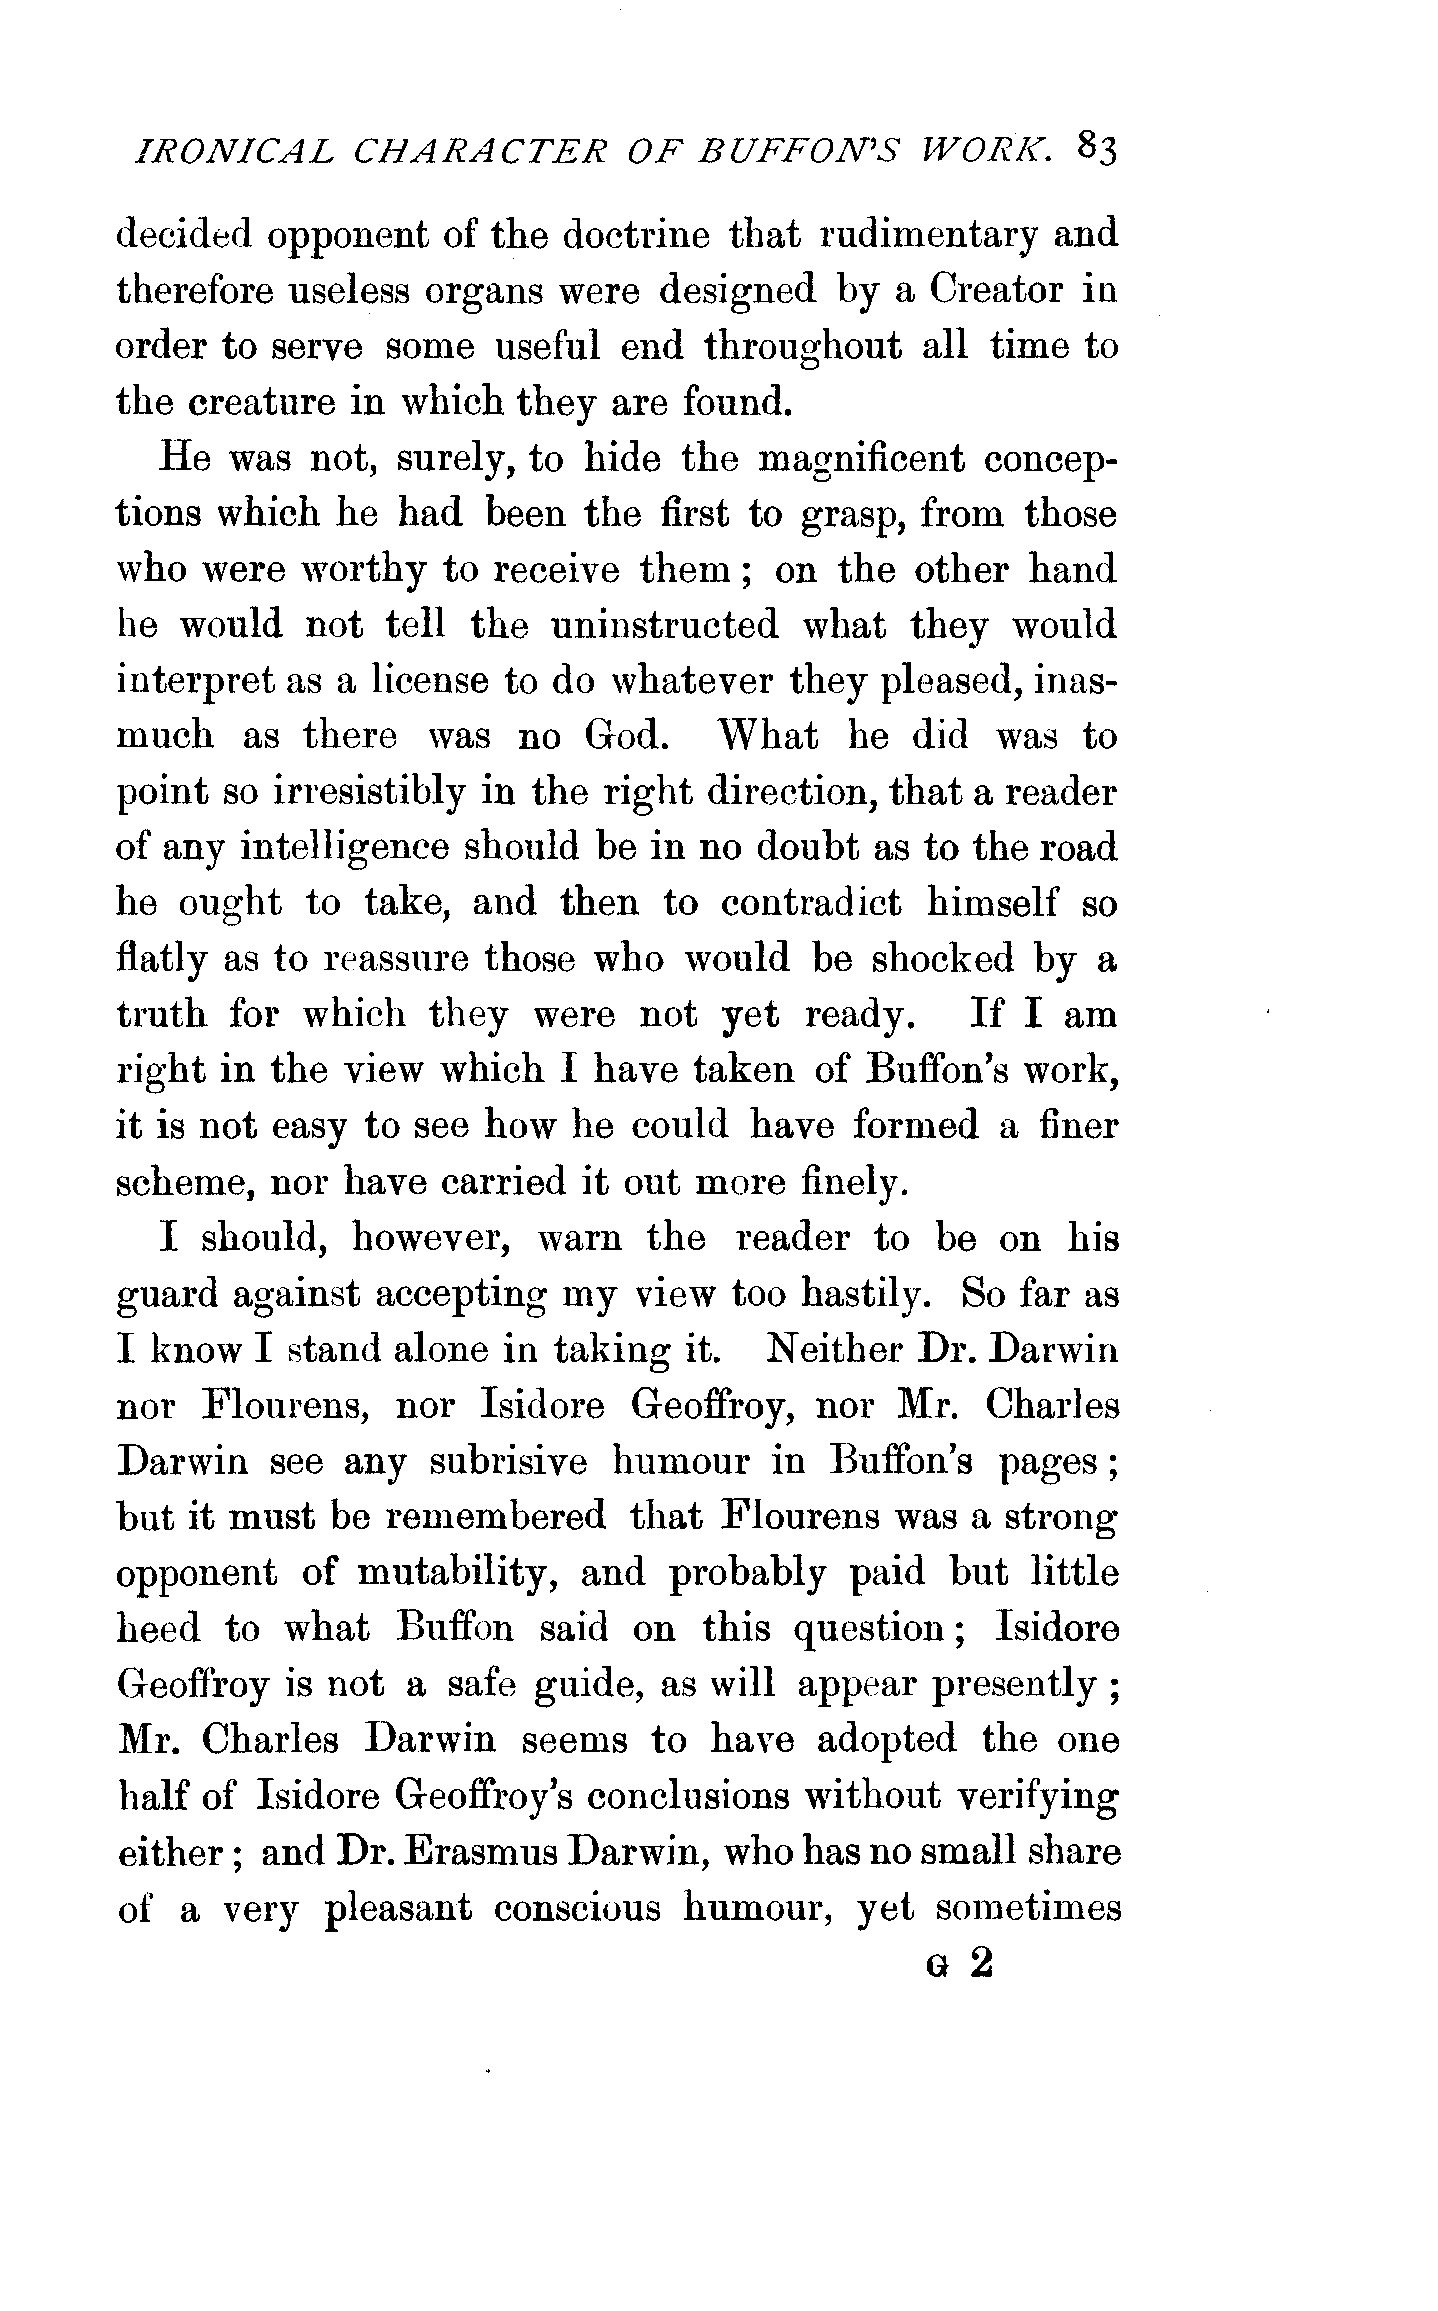 IRONICAL CHARACTER OF BUFFON'S WORK. 83
decided opponent of the doctrine that rudimentary and
therefore useless organs were designed by a Creator in
order to serve some useful end throughout all time to
the creature in which they are found.
He was not, surely, to hide the magnificent concep-
tions which he had been the first to grasp, from those
who were worthy to receive them ; on the other hand
he would not tell the uninstructed what they would
interpret as a license to do whatever they pleased, inas-
much as there was no God. What he did was to
point so irresistibly in the right direction, that a reader
of any intelligence should be in no doubt as to the road
he ought to take, and then to contradict himself so
flatly as to reassure those who would be shocked by a
truth for which they were not yet ready. If I am
right in the view which I have taken of Buffon's work,
it is not easy to see how he could have formed a finer
scheme, nor have carried it out more finely.
I should, however, warn the reader to be on his
guard against accepting my view too hastily. So far as
I know I stand alone in taking it. Neither Dr. Darwin
nor Flourens, nor Isidore Geoffroy, nor Mr. Charles
Darwin see any subrisive humour in Buffon's pages ;
but it must be remembered that Flourens was a strong
opponent of mutability, and probably paid but little
heed to what Buffon said on this question ; Isidore
Geoffroy is not a safe guide, as will appear presently ;
Mr. Charles Darwin seems to have adopted the one
half of Isidore Geoffroy's conclusions without verifying
either ; and Dr. Erasmus Darwin, who has no small share
of a very pleasant conscious humour, yet sometimes
G 2